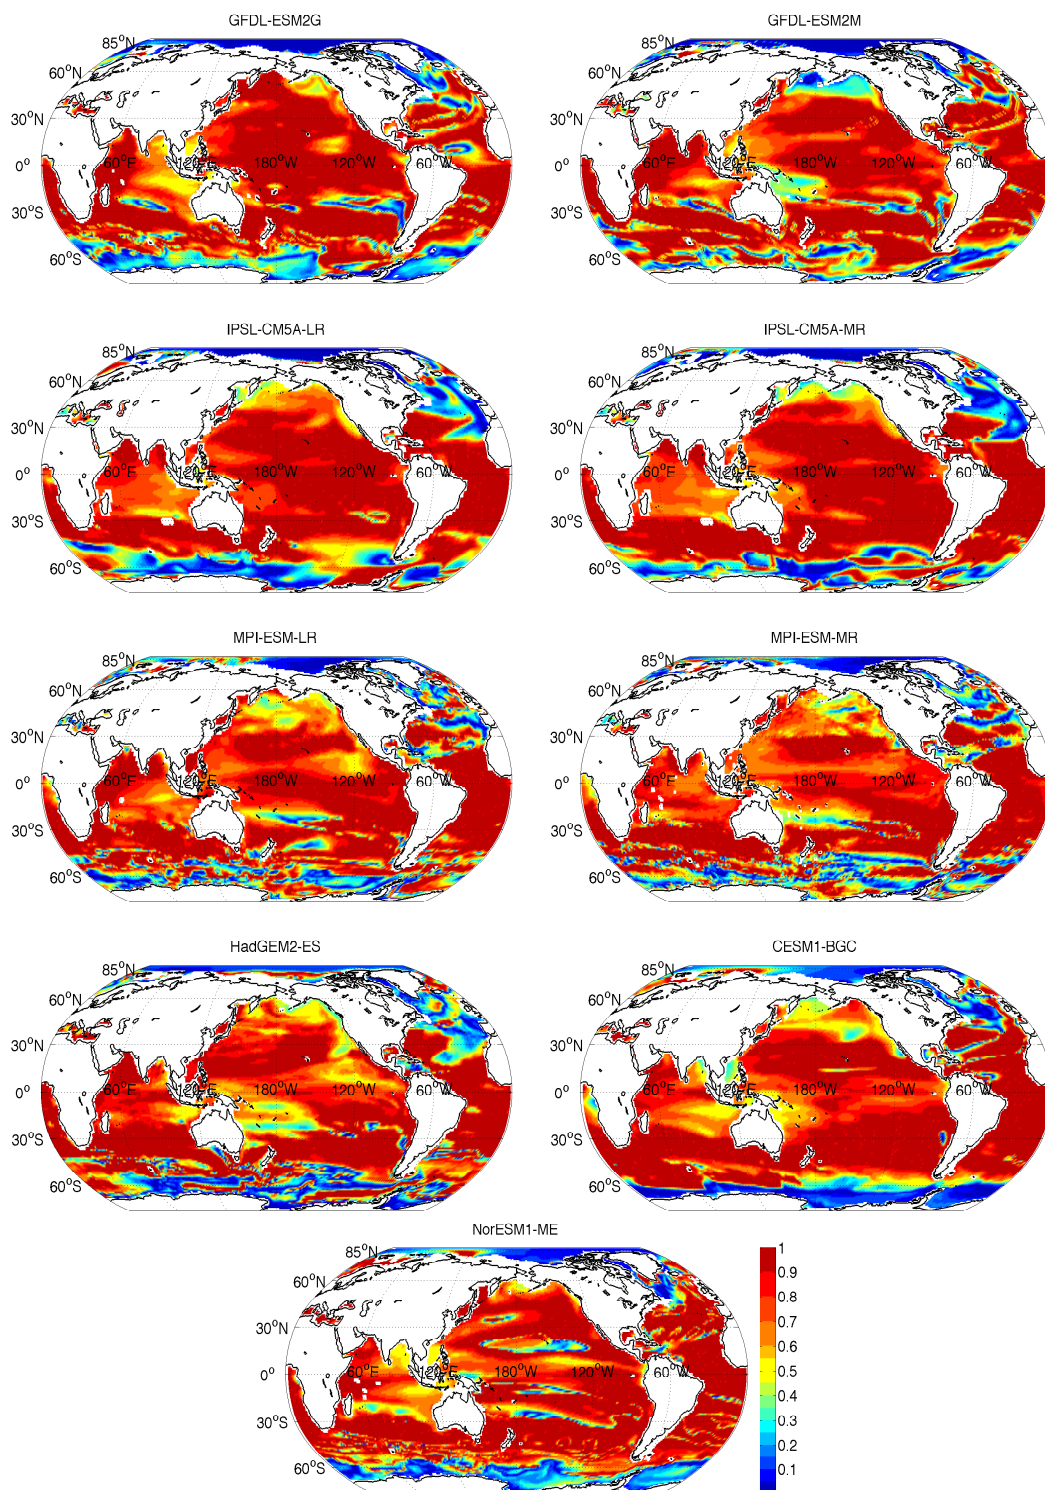 GFDL-ESM2G
85°N
60°N
30°N
0°
30°S
60°S
60°E
120°E
180°W
120°W
60°W
GFDL-ESM2M
85°N
60°N
30°N
0°
30°S
60°S
60°E
120°E
180°W
120°W
60°W
IPSL-CM5A-LR
85°N
60°N
30°N
0°
30°S
60°S
60°E
120°E
180°W
120°W
60°W
IPSL-CM5A-MR
85°N
60°N
30°N
0°
30°S
60°S
60°E
120°E
180°W
120°W
60°W
MPI-ESM-LR
85°N
60°N
30°N
0°
30°S
60°S
60°E
120°E
180°W
120°W
60°W
MPI-ESM-MR
85°N
60°N
30°N
0°
30°S
60°S
60°E
120°E
180°W
120°W
60°W
HadGEM2-ES
85°N
60°N
30°N
0°
30°S
60°S
60°E
120°E
180°W
120°W
60°W
CESM1-BGC
85°N
60°N
30°N
0°
30°S
60°S
60°E
120°E
180°W
120°W
60°W
NorESM1-ME
85°N
60°N
30°N
0°
30°S
60°S
60°E
120°E
180°W
120°W
60°W
1
0.9
0.8
0.7
0.6
0.5
0.4
0.3
0.2
0.1